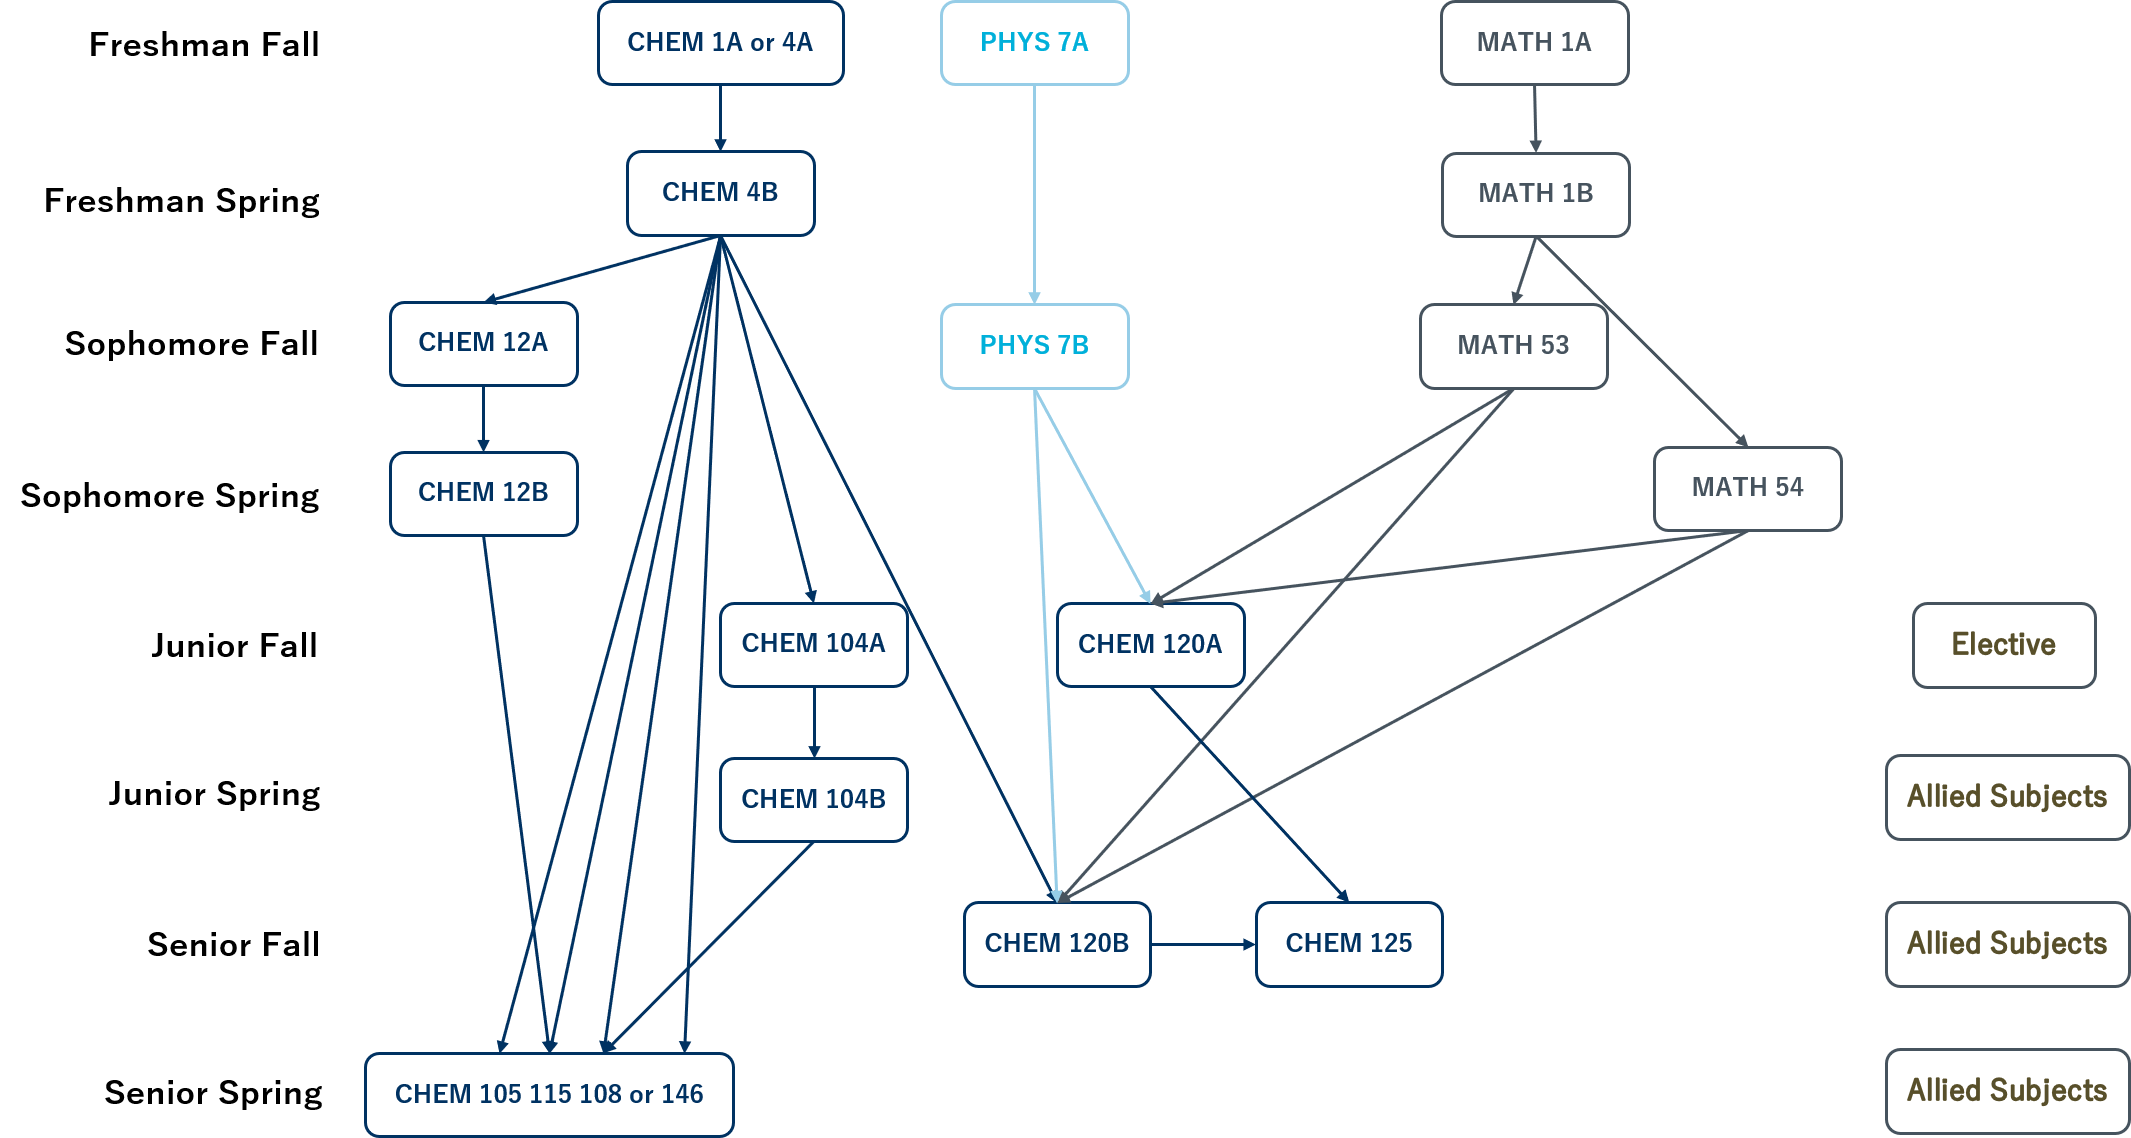 Freshman Fall
CHEM 1A or 4A
PHYS 7A
MATH 1A
Freshman Spring
CHEM 4B
MATH 1B
Sophomore Fall
CHEM 12A
PHYS 7B
MATH 53
Sophomore Spring
CHEM 12B
MATH 54
Junior Fall
CHEM 104A
CHEM 120A
Elective
Junior Spring
CHEM 104B
Allied Subjects
Senior Fall
CHEM 120B
CHEM 125
Allied Subjects
Senior Spring
CHEM 105 115 108 or 146
Allied Subjects